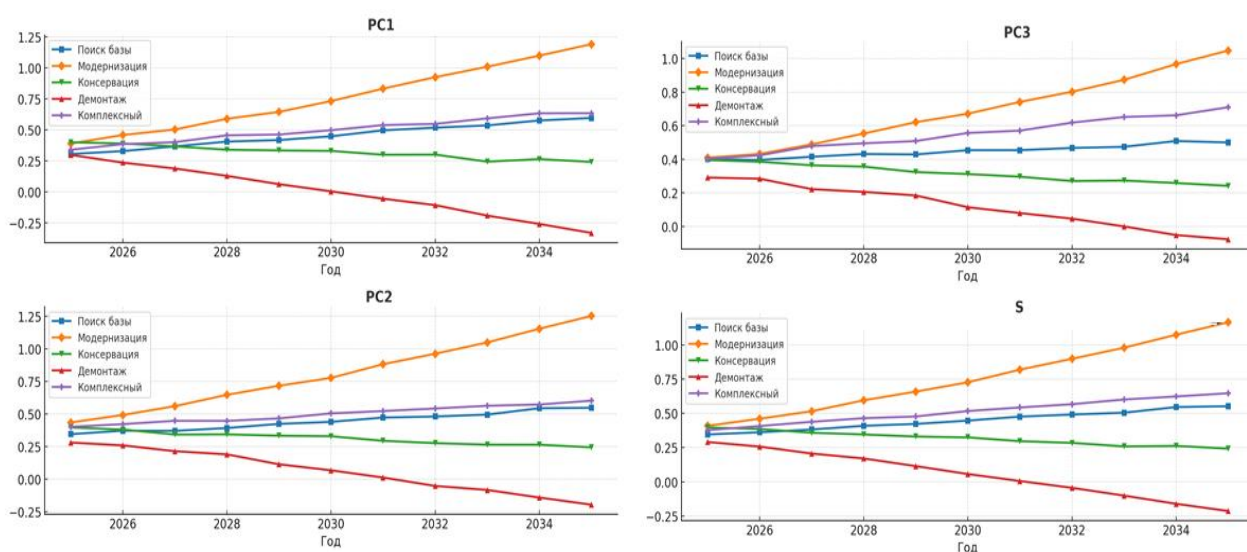 PC1
1.25
1.00
0.75
0.50
0.25
0.00
−0.25
Поиск базы
Модернизация
Консервация
Демонтаж
Комплексный
2026
2028
2030
2032
2034
Год
PC3
1.0
0.8
0.6
0.4
0.2
0.0
Поиск базы
Модернизация
Консервация
Демонтаж
Комплексный
2026
2028
2030
2032
2034
Год
PC2
1.25
1.00
0.75
0.50
0.25
0.00
−0.25
Поиск базы
Модернизация
Консервация
Демонтаж
Комплексный
2026
2028
2030
2032
2034
Год
S
1.00
0.75
0.50
0.25
0.00
−0.25
Поиск базы
Модернизация
Консервация
Демонтаж
Комплексный
2026
2028
2030
2032
2034
Год